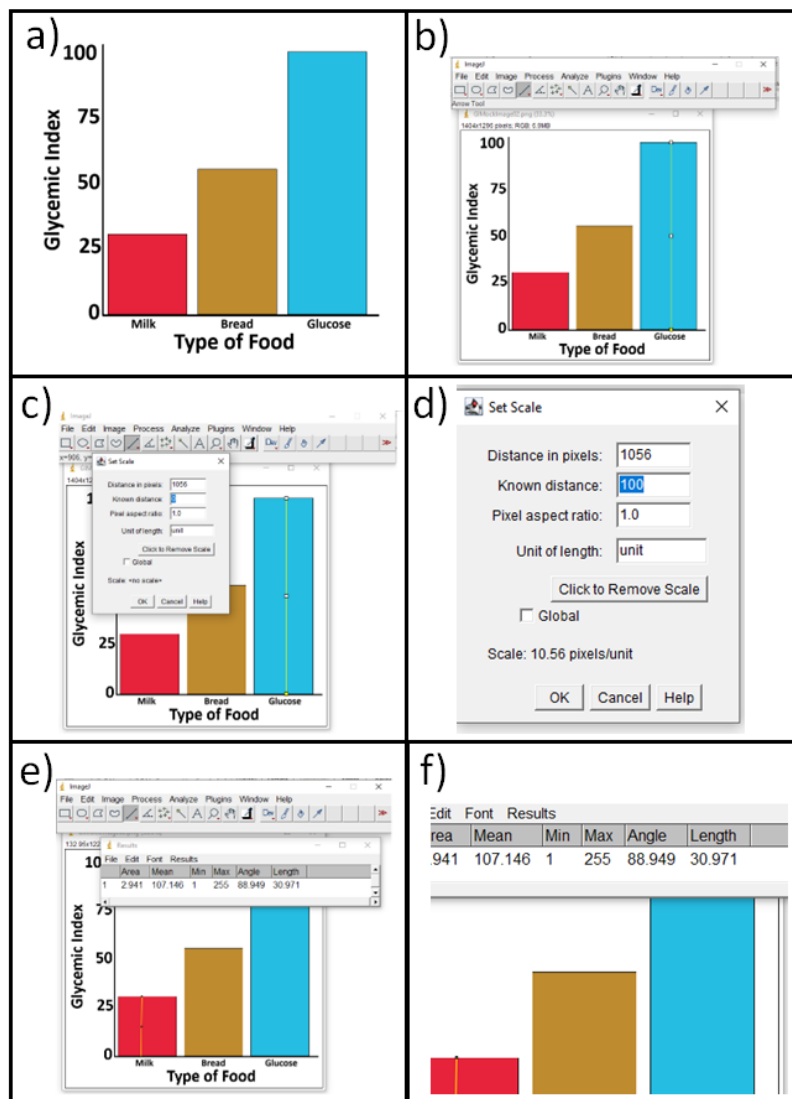 a)
100
75
50
25
0
Glycemic Index
Milk Bread Glucose
Type of Food
b)
ImageJ
File Edit Image Process Analyze Plugins Window Help
Arrow Tool
GIMockImage02.png (33.3%)
100
75
50
25
0
Glycemic Index
Milk Bread Glucose
Type of Food
c)
ImageJ
File Edit Image Process Analyze Plugins Window Help
Set Scale
Distance in pixels: 1056
Known distance:
Pixel aspect ratio: 1.0
Unit of length: unit
Click to Remove Scale
Global
Scale: <no scale>
OK Cancel Help
25
0
Glycemic Index
Milk Bread Glucose
Type of Food
d)
Set Scale
Distance in pixels: 1056
Known distance: 100
Pixel aspect ratio: 1.0
Unit of length: unit
Click to Remove Scale
Global
Scale: 10.56 pixels/unit
OK Cancel Help
e)
ImageJ
File Edit Image Process Analyze Plugins Window Help
Results
File Edit Font Results
Area Mean Min Max Angle Length
1 2.941 107.146 1 255 88.949 30.971
75
50
25
0
Glycemic Index
Milk Bread Glucose
Type of Food
f)
Edit Font Results
rea Mean Min Max Angle Length
.941 107.146 1 255 88.949 30.971